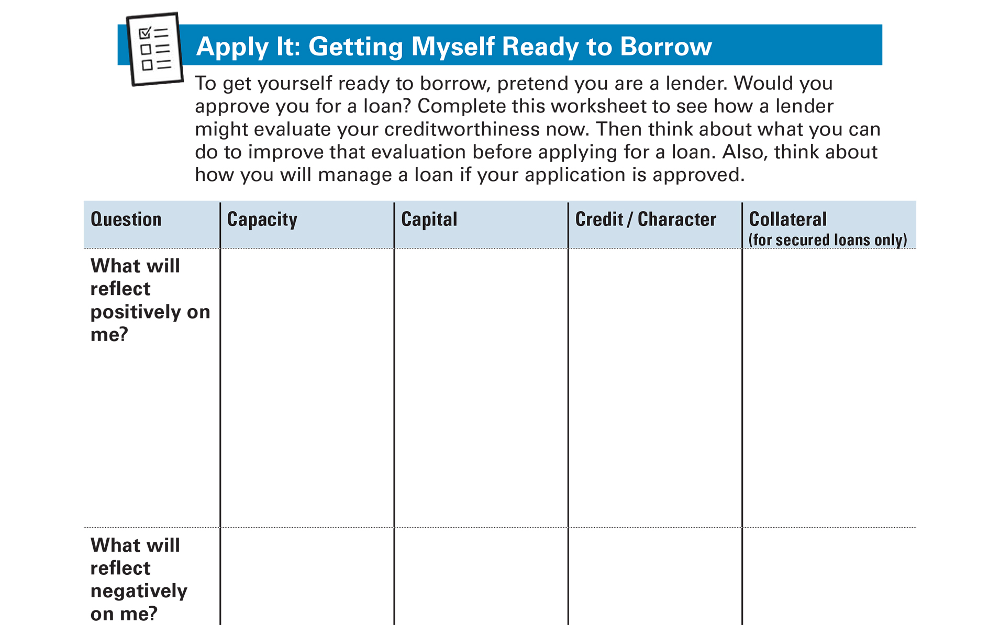 Apply It: Getting Myself Ready to Borrow
To get yourself ready to borrow, pretend you are a lender. Would you
approve you for a loan? Complete this worksheet to see how a lender
might evaluate your creditworthiness now. Then think about what you can
do to improve that evaluation before applying for a loan. Also, think about
how you will manage a loan if your application is approved.
Question
Capacity
Capital
Credit / Character
Collateral
(for secured loans only)
What will
reflect
positively on
me?
What will
reflect
negatively
on me?